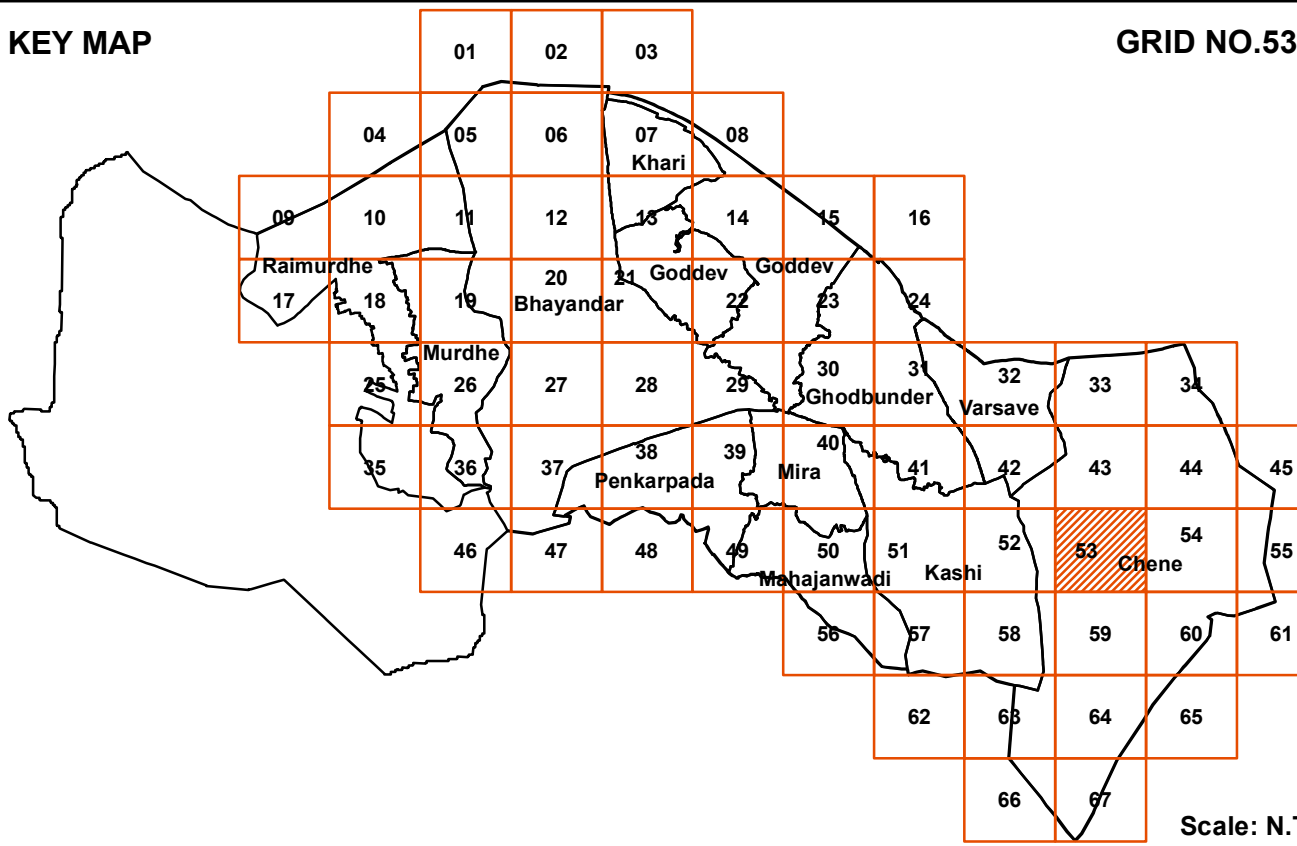 KEY MAP
GRID NO.53
01 02 03
04 05 06 07 08
Khari
09 10 11 12 13 14 15 16
Raimurdhe Goddev Goddev
17 18 19 20 21 22 23 24
Bhayandar
Murdhe
25 26 27 28 29 30 31 32 33 34
Ghodbunder Varsave
35 36 37 38 39 40 41 42 43 44 45
Penkarpada Mira
46 47 48 49 50 51 52 53 54 55
Mahajanwadi Kashi Chene
56 57 58 59 60 61
62 63 64 65
66 67
Scale: N.T